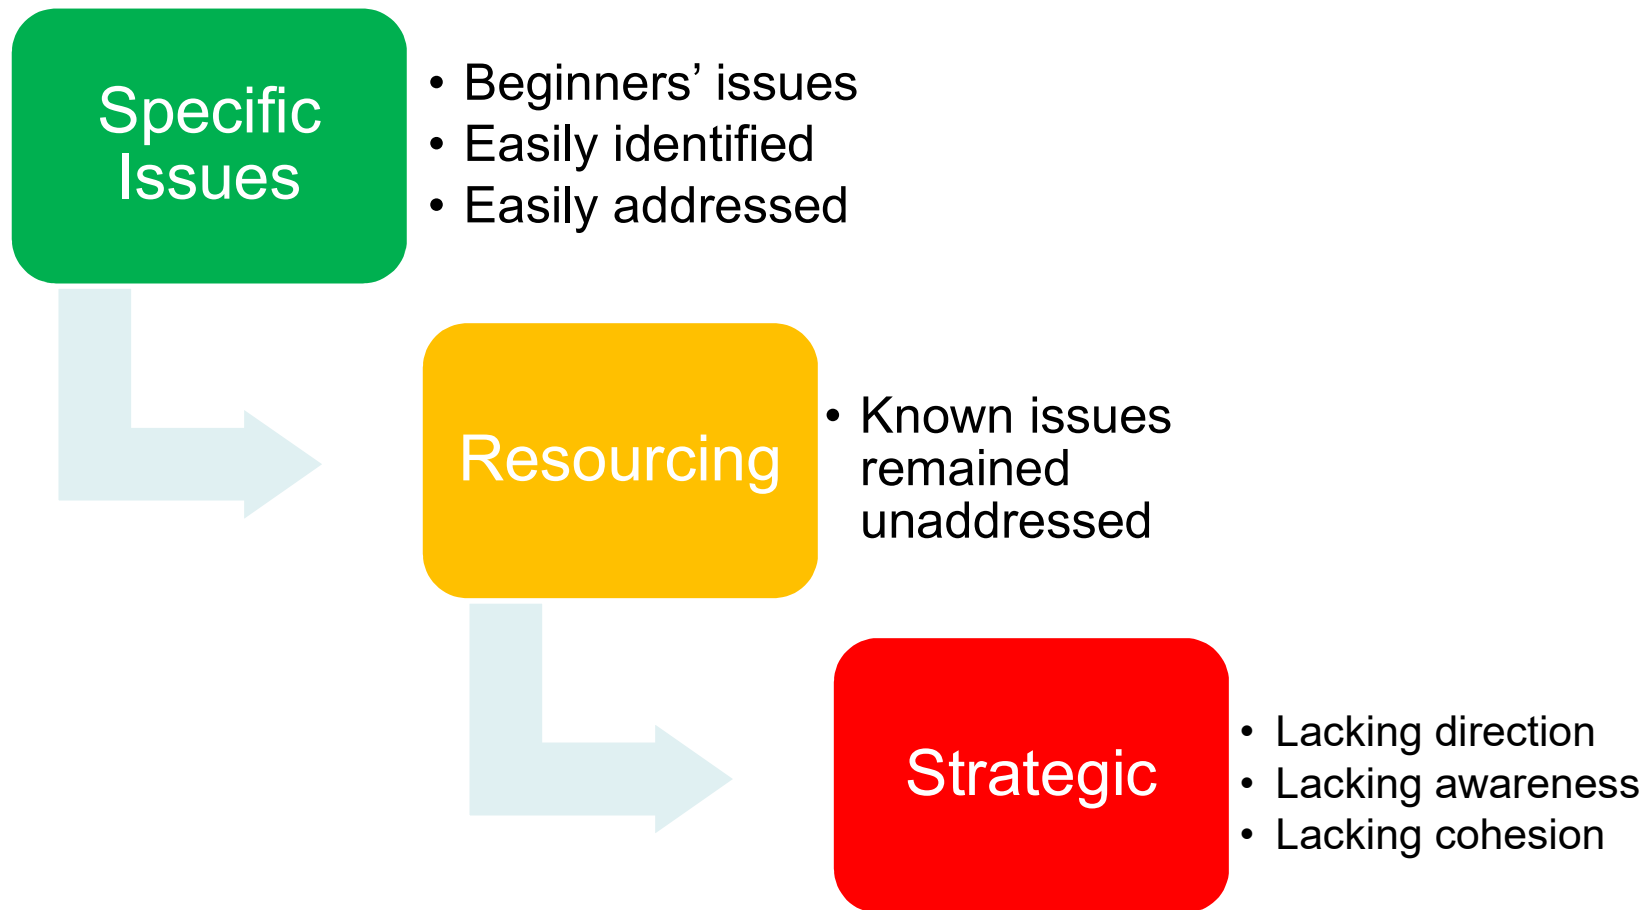 Specific
Issues
• Beginners’ issues
• Easily identified
• Easily addressed
Resourcing
• Known issues
remained
unaddressed
Strategic
• Lacking direction
• Lacking awareness
• Lacking cohesion